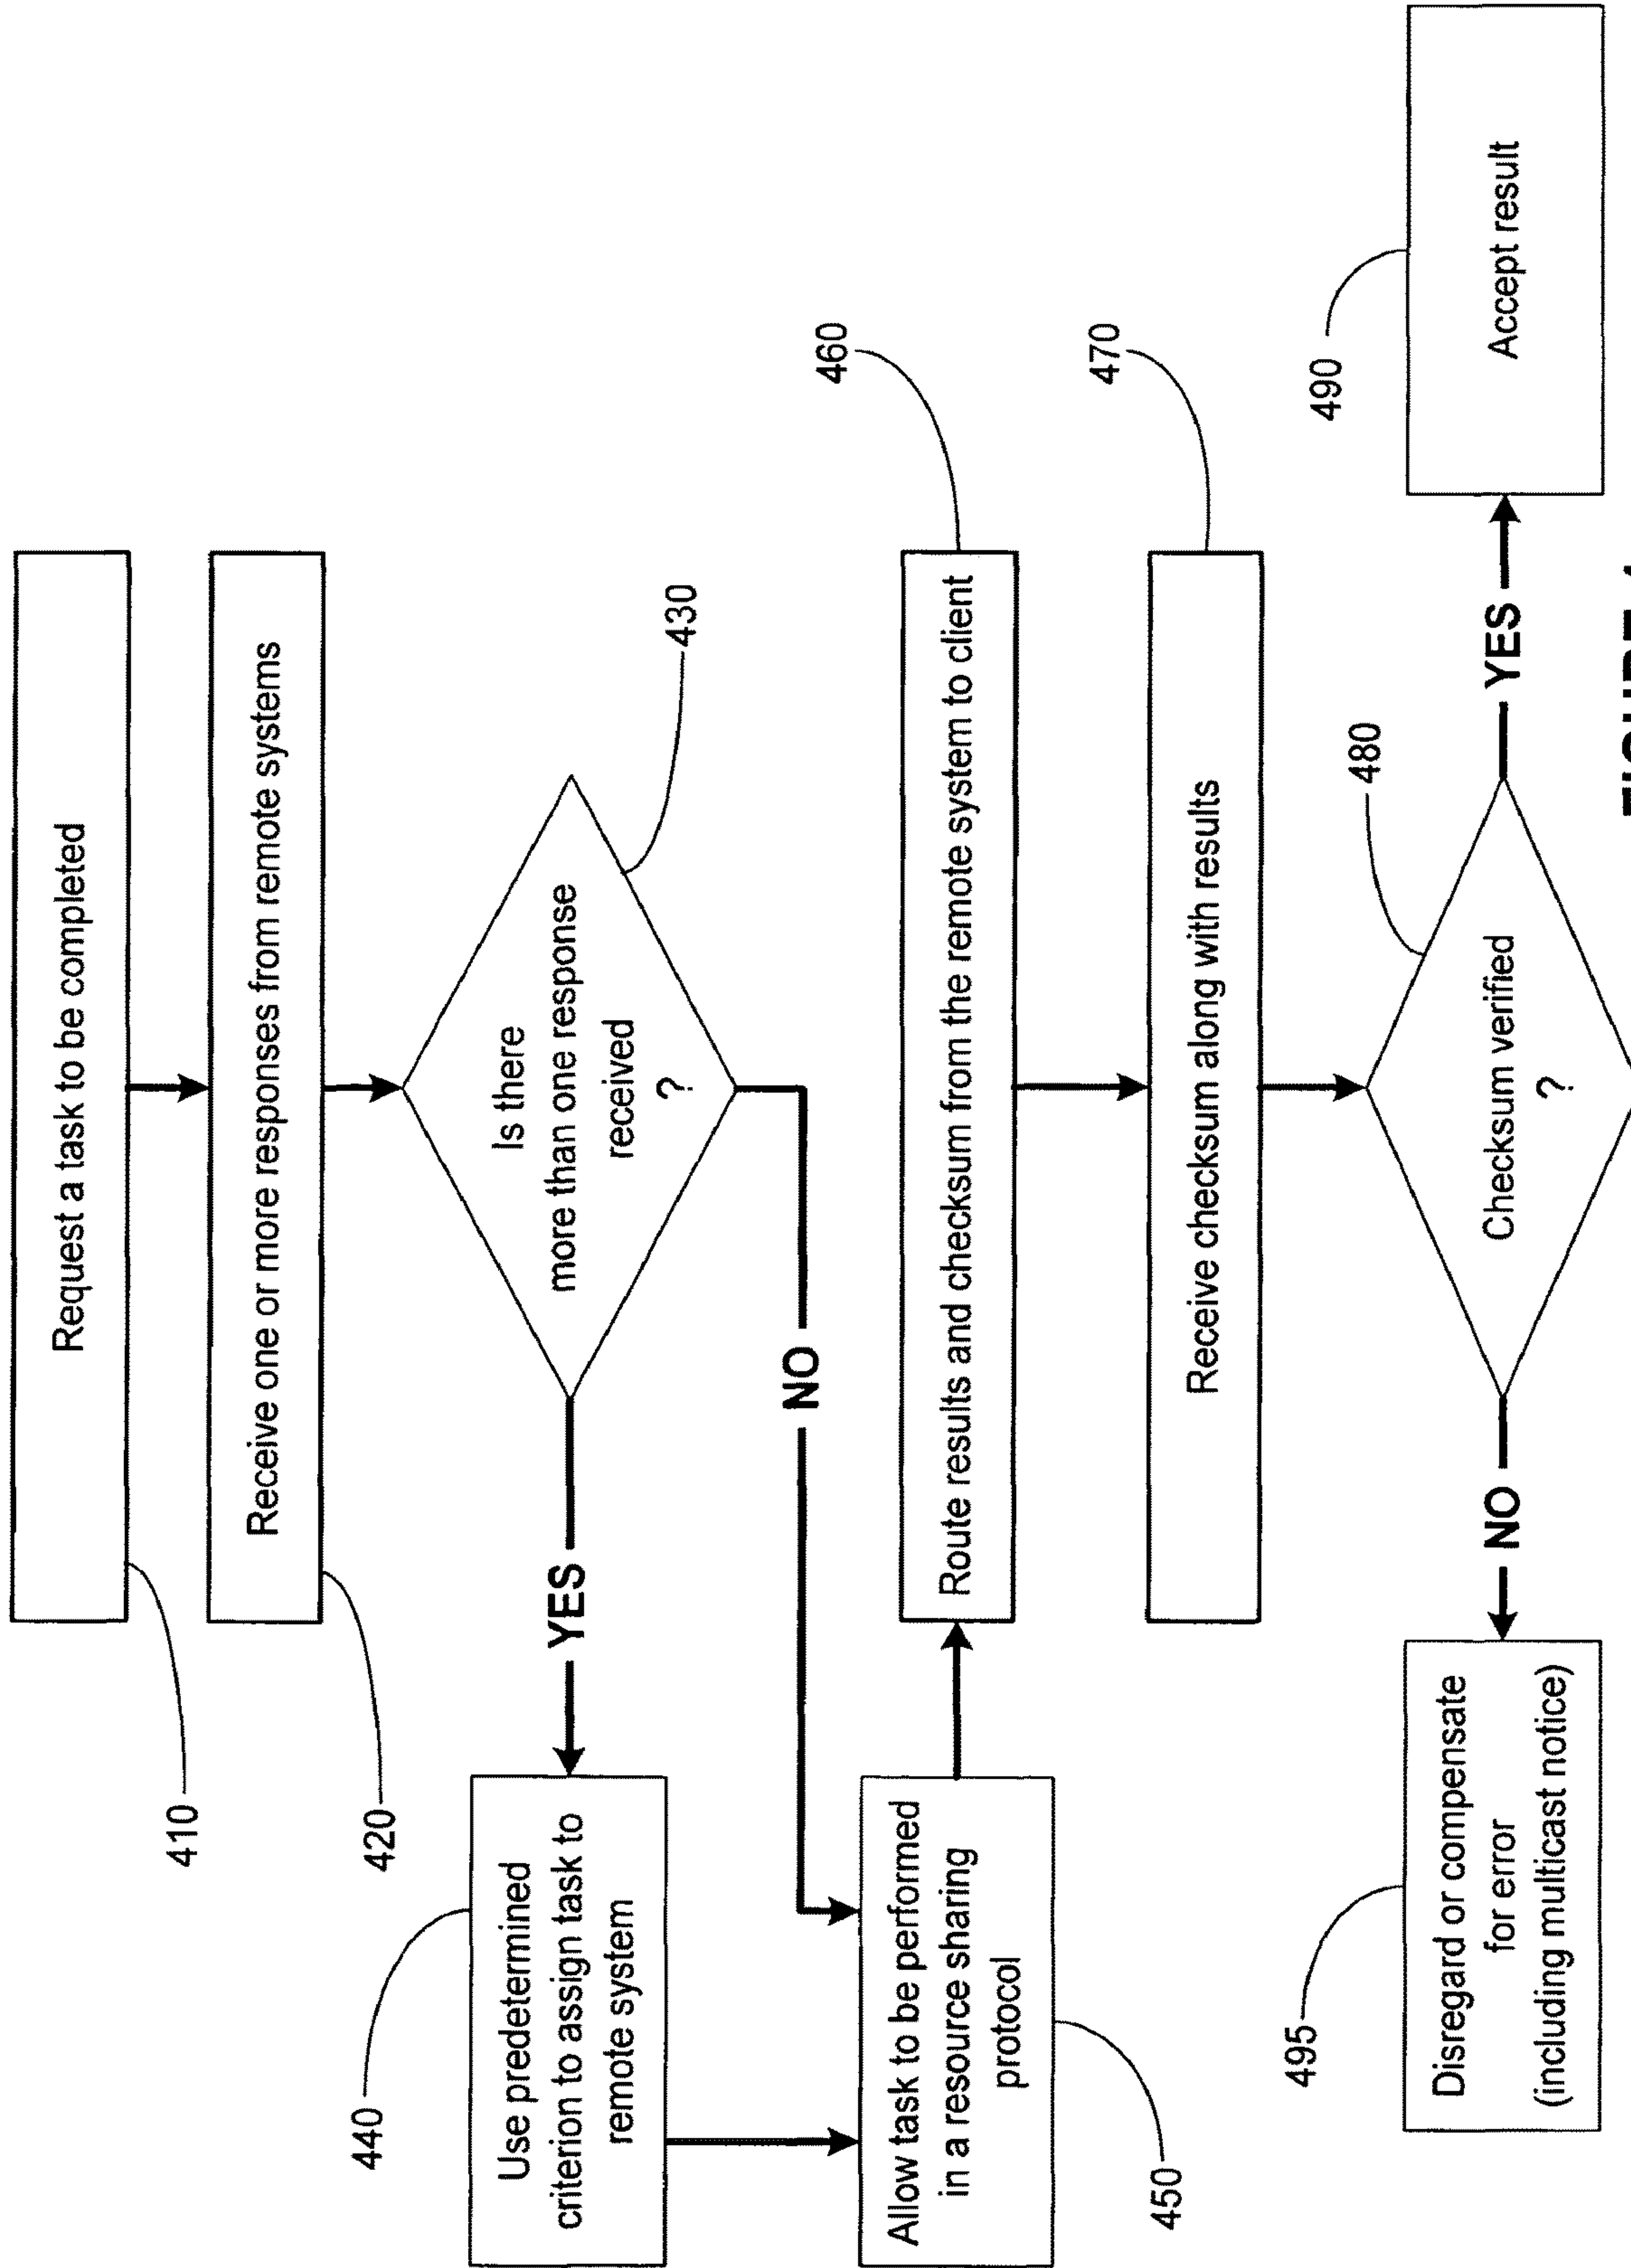 Request a task to be completed
410
Receive one or more responses from remote systems
420
Is there
more than one response
received
?
430
YES
NO
Use predetermined
criterion to assign task to
remote system
440
Allow task to be performed
in a resource sharing
protocol
450
Route results and checksum from the remote system to client
460
Receive checksum along with results
470
Checksum verified
?
480
NO
YES
Disregard or compensate
for error
(including multicast notice)
495
Accept result
490